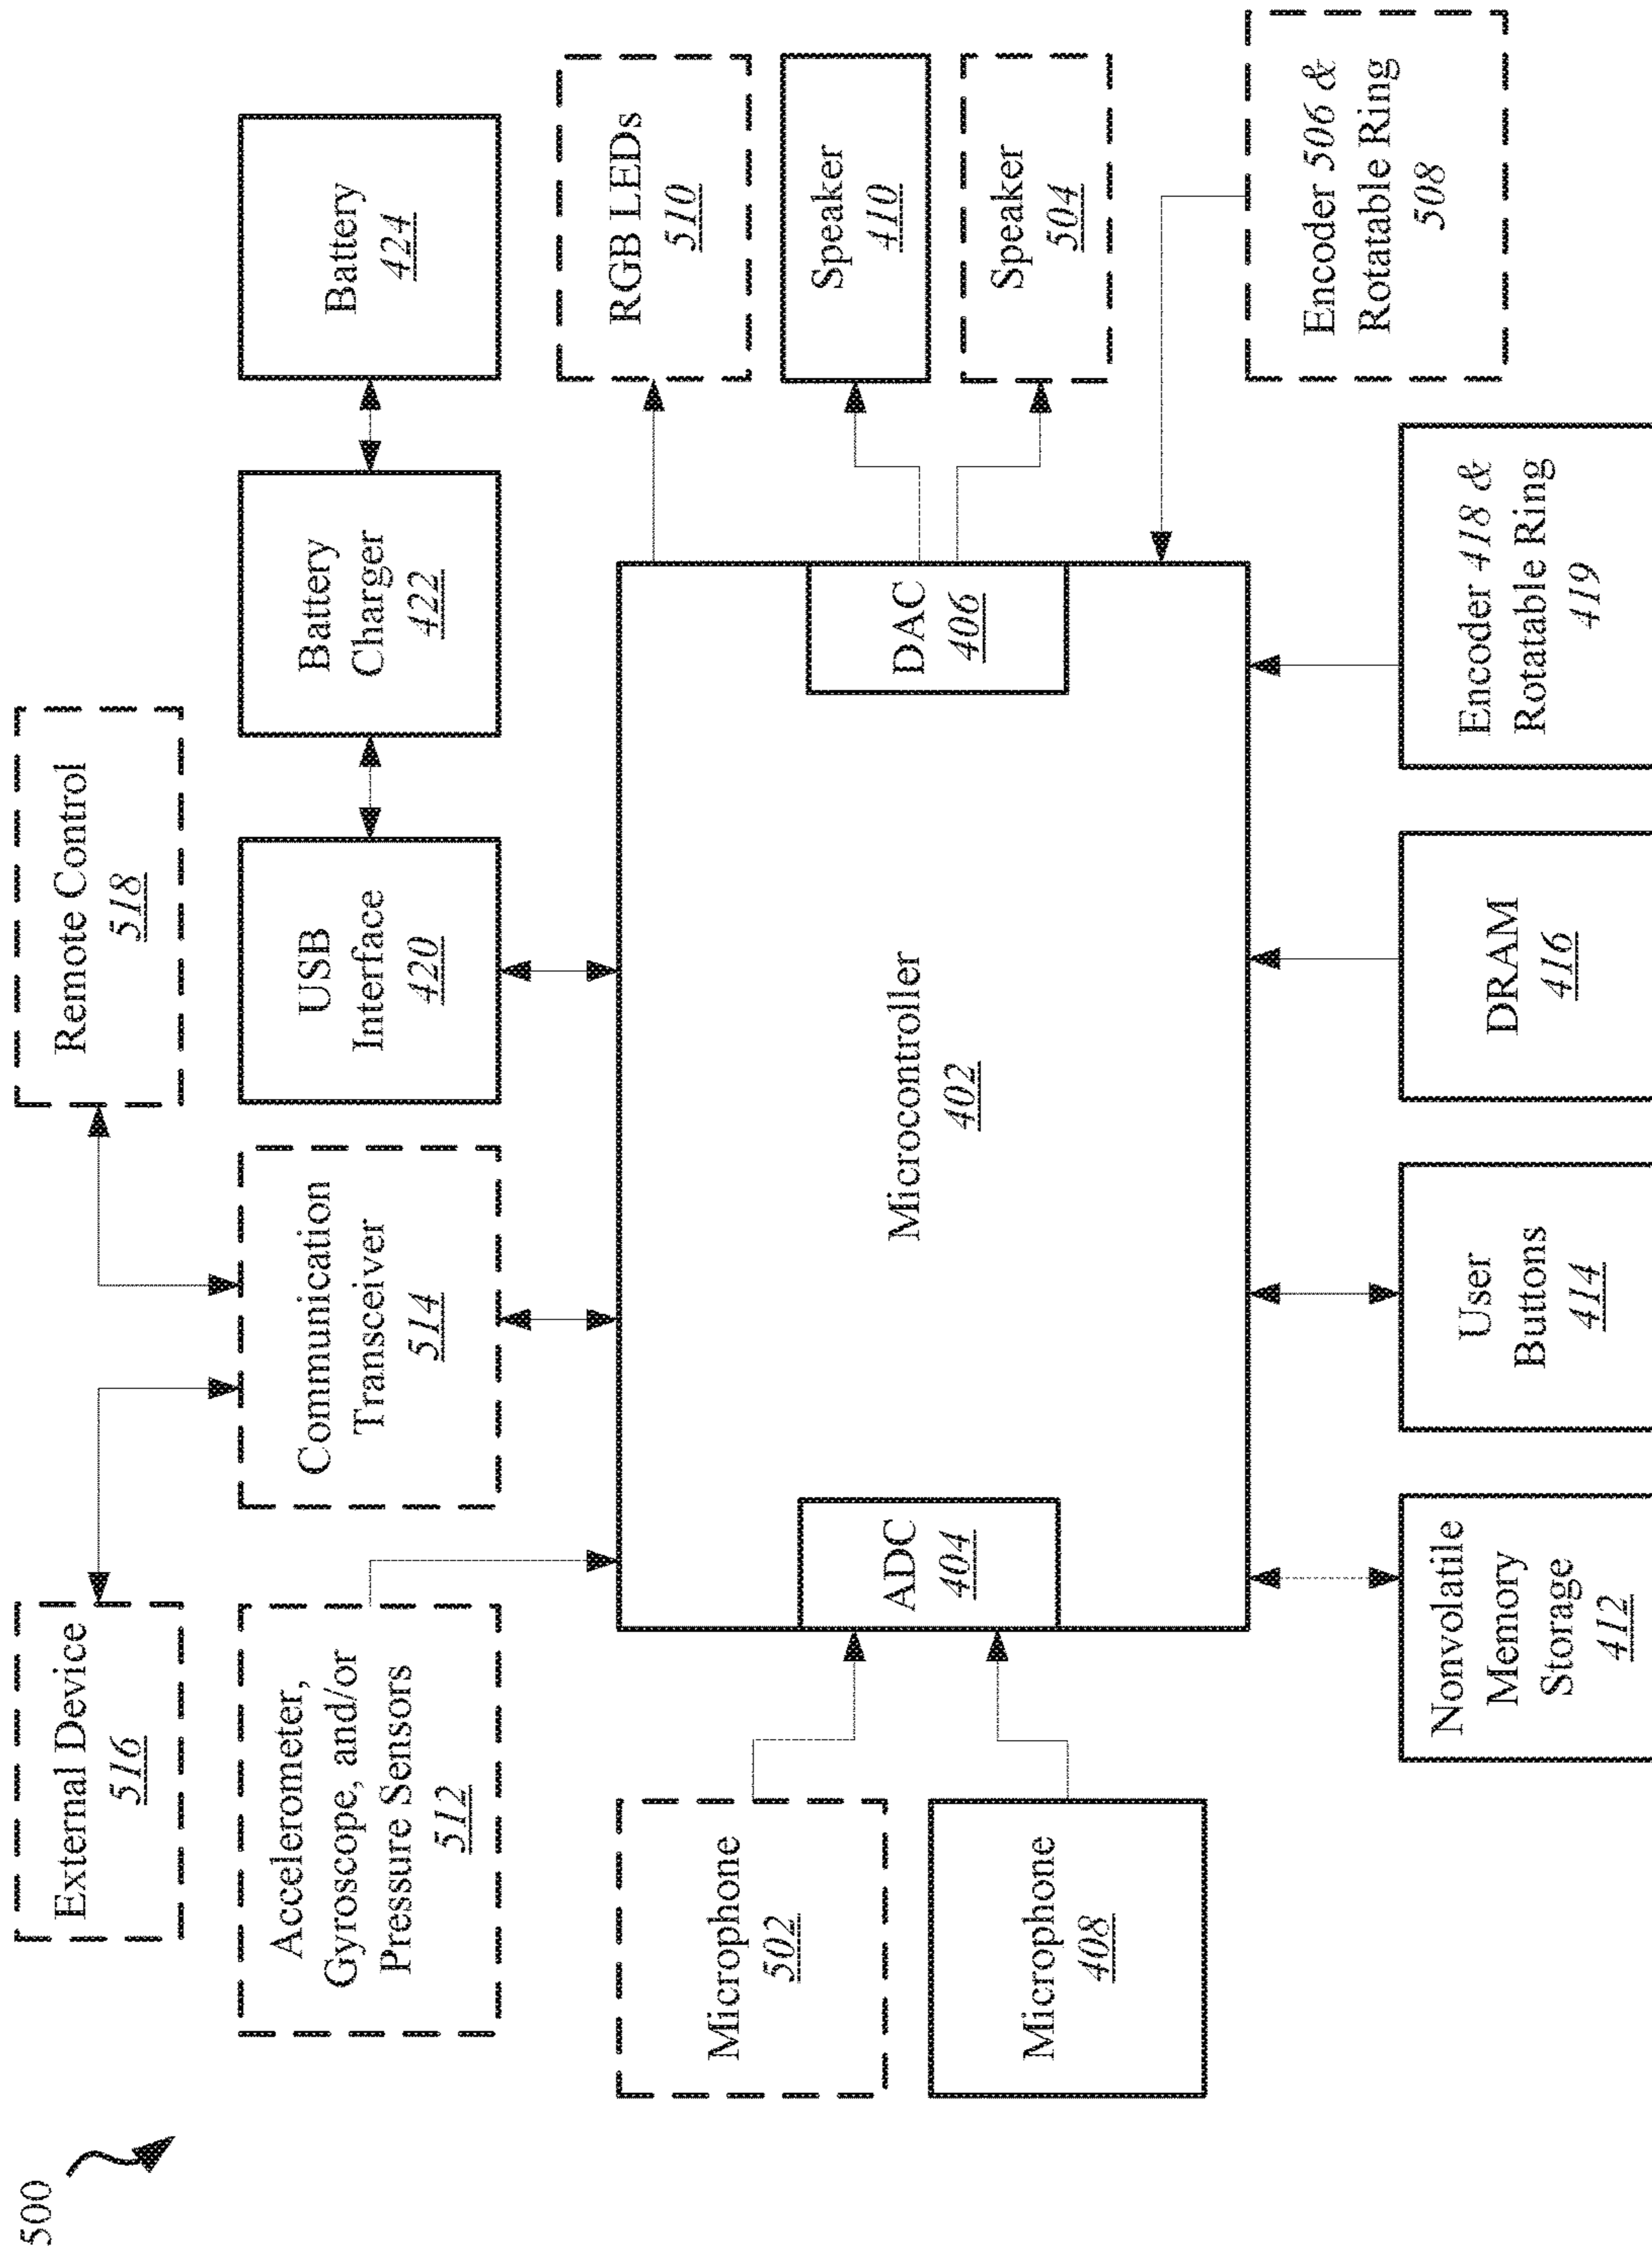 500
External Device
516
Remote Control
518
Accelerometer,
Gyroscope, and/or
Pressure Sensors
512
Communication
Transceiver
514
USB
Interface
420
Battery
Charger
422
Battery
424
Microphone
502
Microphone
408
ADC
404
Microcontroller
402
DAC
406
RGB LEDs
510
Speaker
410
Speaker
504
Encoder 506 &
Rotatable Ring
508
Nonvolatile
Memory
Storage
412
User
Buttons
414
DRAM
416
Encoder 418 &
Rotatable Ring
419